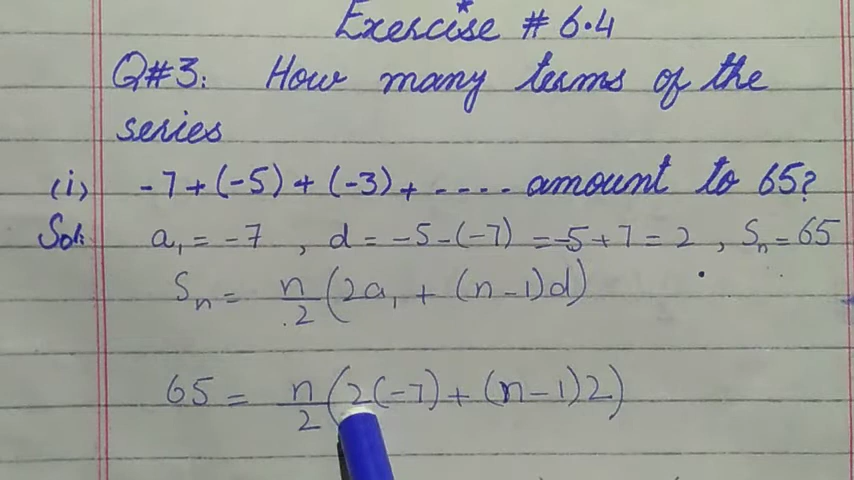 Exercise # 6.4
Q#3: How many terms of the
series
(i) -7+(-5)+(-3)+ .... amount to 65?
Sol: a₁ = -7 , d = -5-(-7) = -5+7 = 2 , Sₙ = 65
Sₙ = n/2 (2a₁ + (n-1)d)
65 = n/2 (2(-7) + (n-1)2)